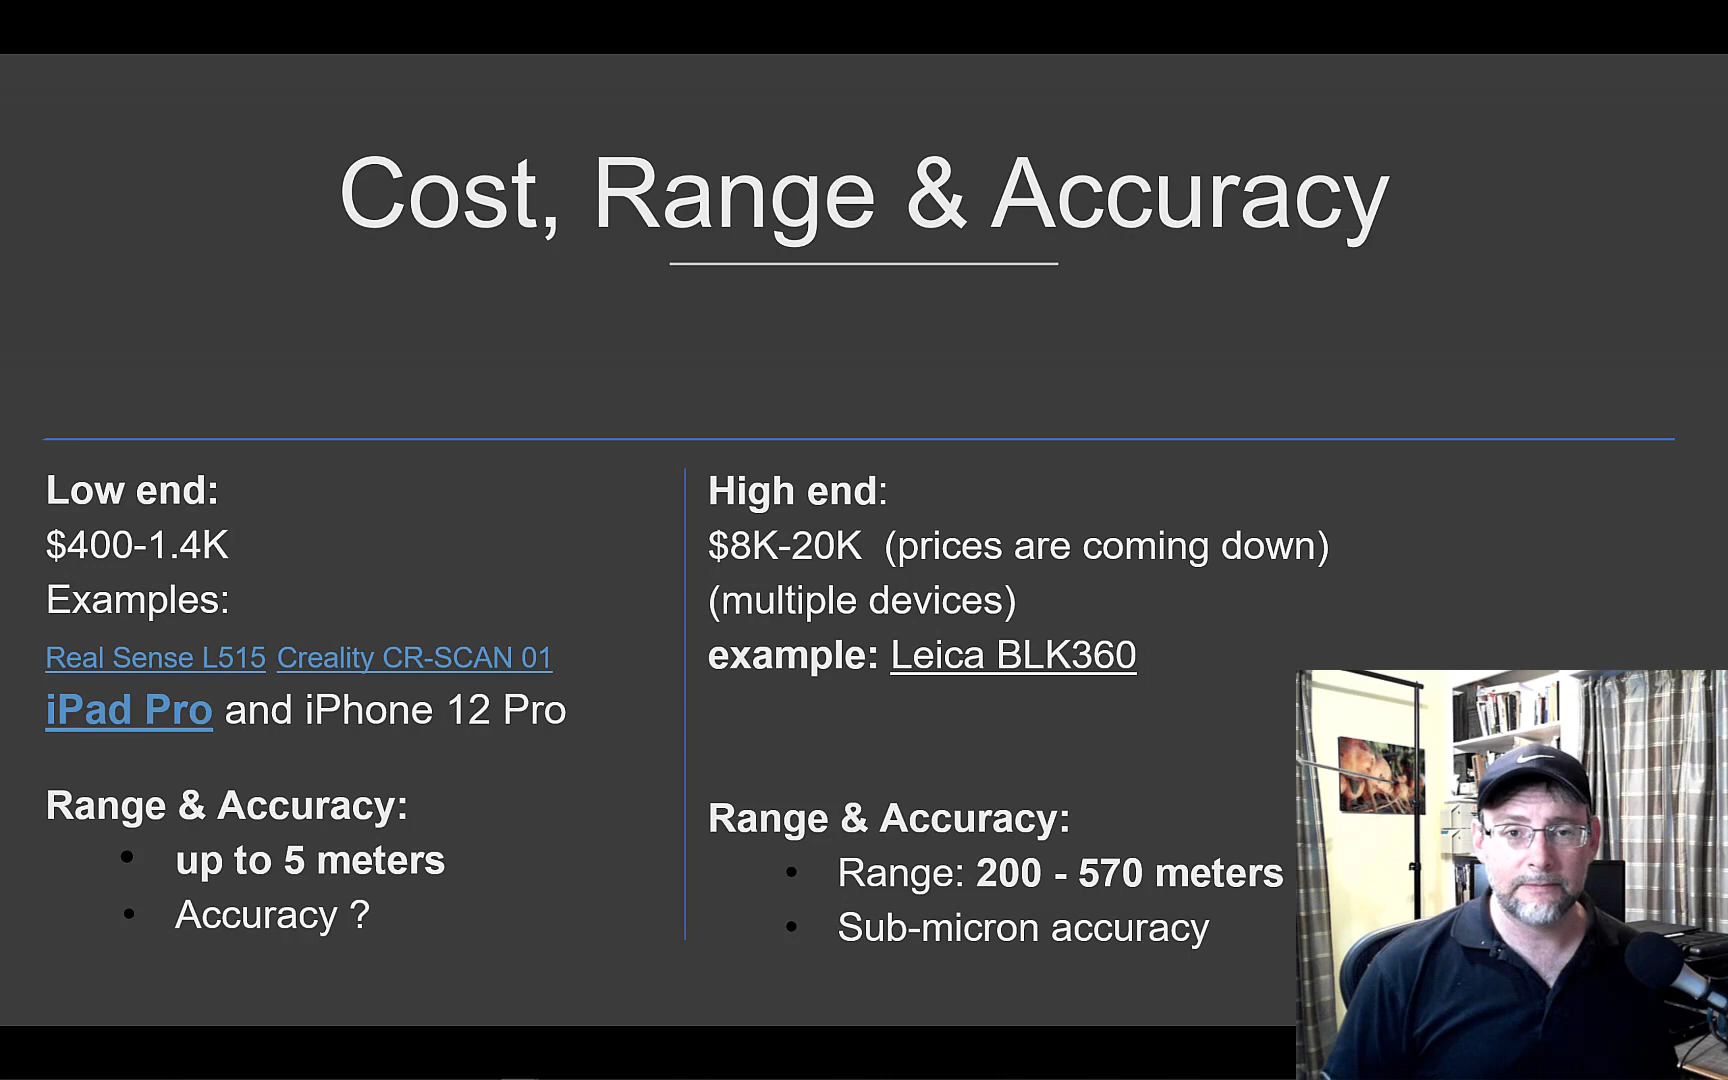 Cost, Range & Accuracy
Low end:
$400-1.4K
Examples:
Real Sense L515 Creality CR-SCAN 01
iPad Pro and iPhone 12 Pro
Range & Accuracy:
• up to 5 meters
• Accuracy ?
High end:
$8K-20K (prices are coming down)
(multiple devices)
example: Leica BLK360
Range & Accuracy:
• Range: 200 - 570 meters
• Sub-micron accuracy